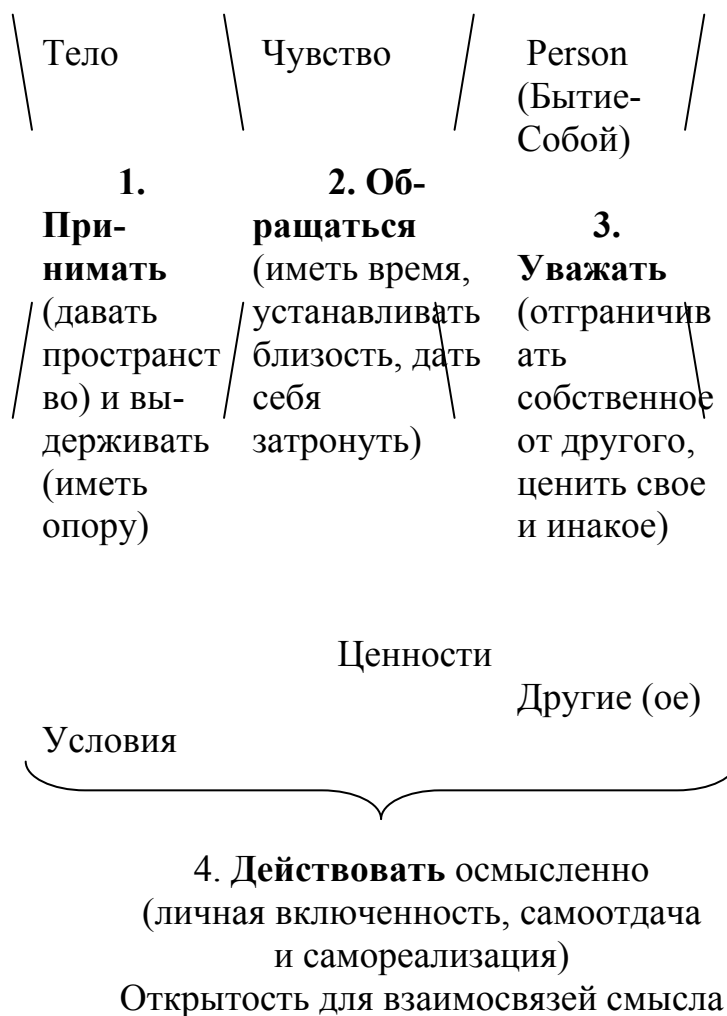 Тело
Чувство
Person
(Бытие-
Собой)
1.
При-
нимать
(давать
пространст
во) и вы-
держивать
(иметь
опору)
2. Об-
ращаться
(иметь время,
устанавливать
близость, дать
себя
затронуть)
3.
Уважать
(отграничив
ать
собственное
от другого,
ценить свое
и инакое)
Ценности
Другие (ое)
Условия
4. Действовать осмысленно
(личная включенность, самоотдача
и самореализация)
Открытость для взаимосвязей смысла